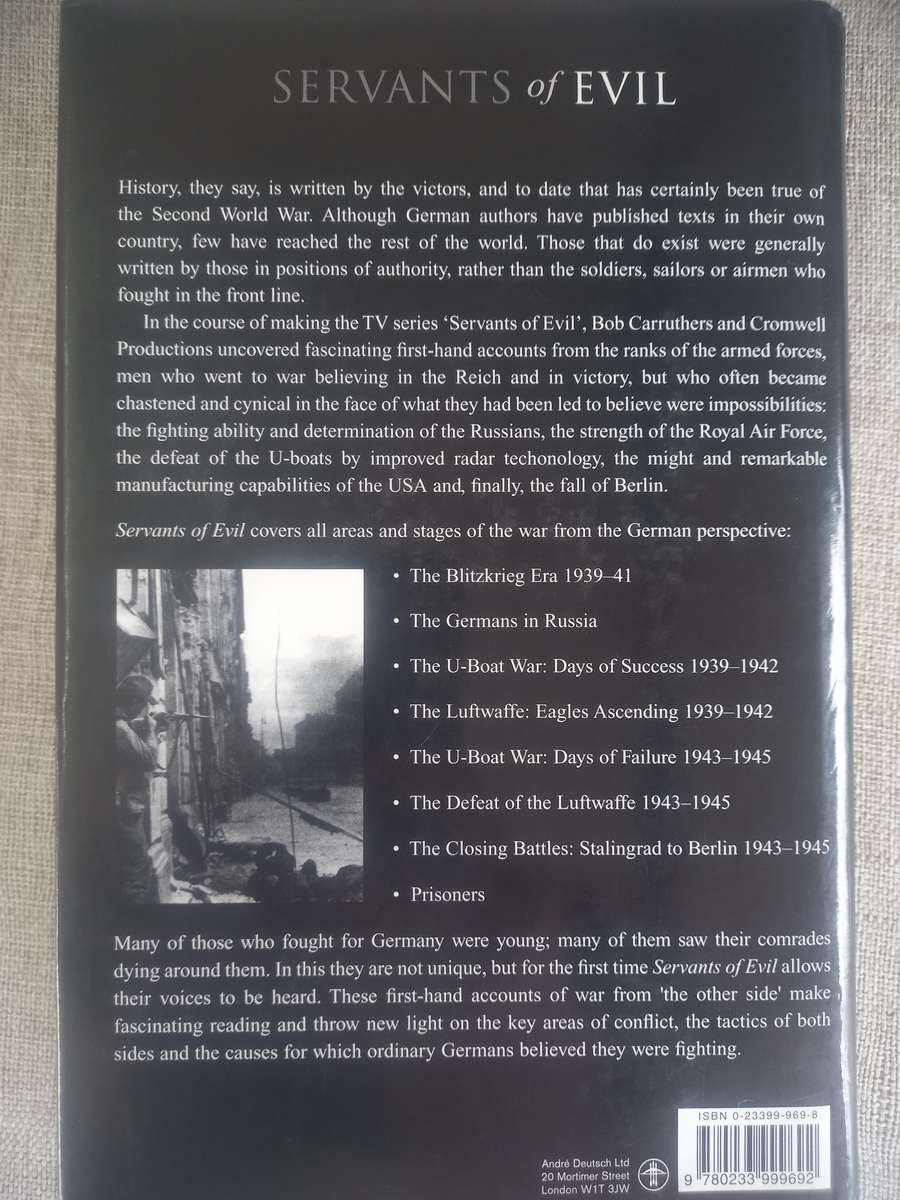 SERVANTS of EVIL
History, they say, is written by the victors, and to date that has certainly been true of
the Second World War. Although German authors have published texts in their own
country, few have reached the rest of the world. Those that do exist were generally
written by those in positions of authority, rather than the soldiers, sailors or airmen who
fought in the front line.
In the course of making the TV series ‘Servants of Evil’, Bob Carruthers and Cromwell
Productions uncovered fascinating first-hand accounts from the ranks of the armed forces,
men who went to war believing in the Reich and in victory, but who often became
chastened and cynical in the face of what they had been led to believe were impossibilities:
the fighting ability and determination of the Russians, the strength of the Royal Air Force,
the defeat of the U-boats by improved radar techonology, the might and remarkable
manufacturing capabilities of the USA and, finally, the fall of Berlin.
Servants of Evil covers all areas and stages of the war from the German perspective:
• The Blitzkrieg Era 1939–41
• The Germans in Russia
• The U-Boat War: Days of Success 1939–1942
• The Luftwaffe: Eagles Ascending 1939–1942
• The U-Boat War: Days of Failure 1943–1945
• The Defeat of the Luftwaffe 1943–1945
• The Closing Battles: Stalingrad to Berlin 1943–1945
• Prisoners
Many of those who fought for Germany were young; many of them saw their comrades
dying around them. In this they are not unique, but for the first time Servants of Evil allows
their voices to be heard. These first-hand accounts of war from 'the other side' make
fascinating reading and throw new light on the key areas of conflict, the tactics of both
sides and the causes for which ordinary Germans believed they were fighting.
André Deutsch Ltd
20 Mortimer Street
London W1T 3JW
ISBN 0-23399-969-8
9 780233 999692